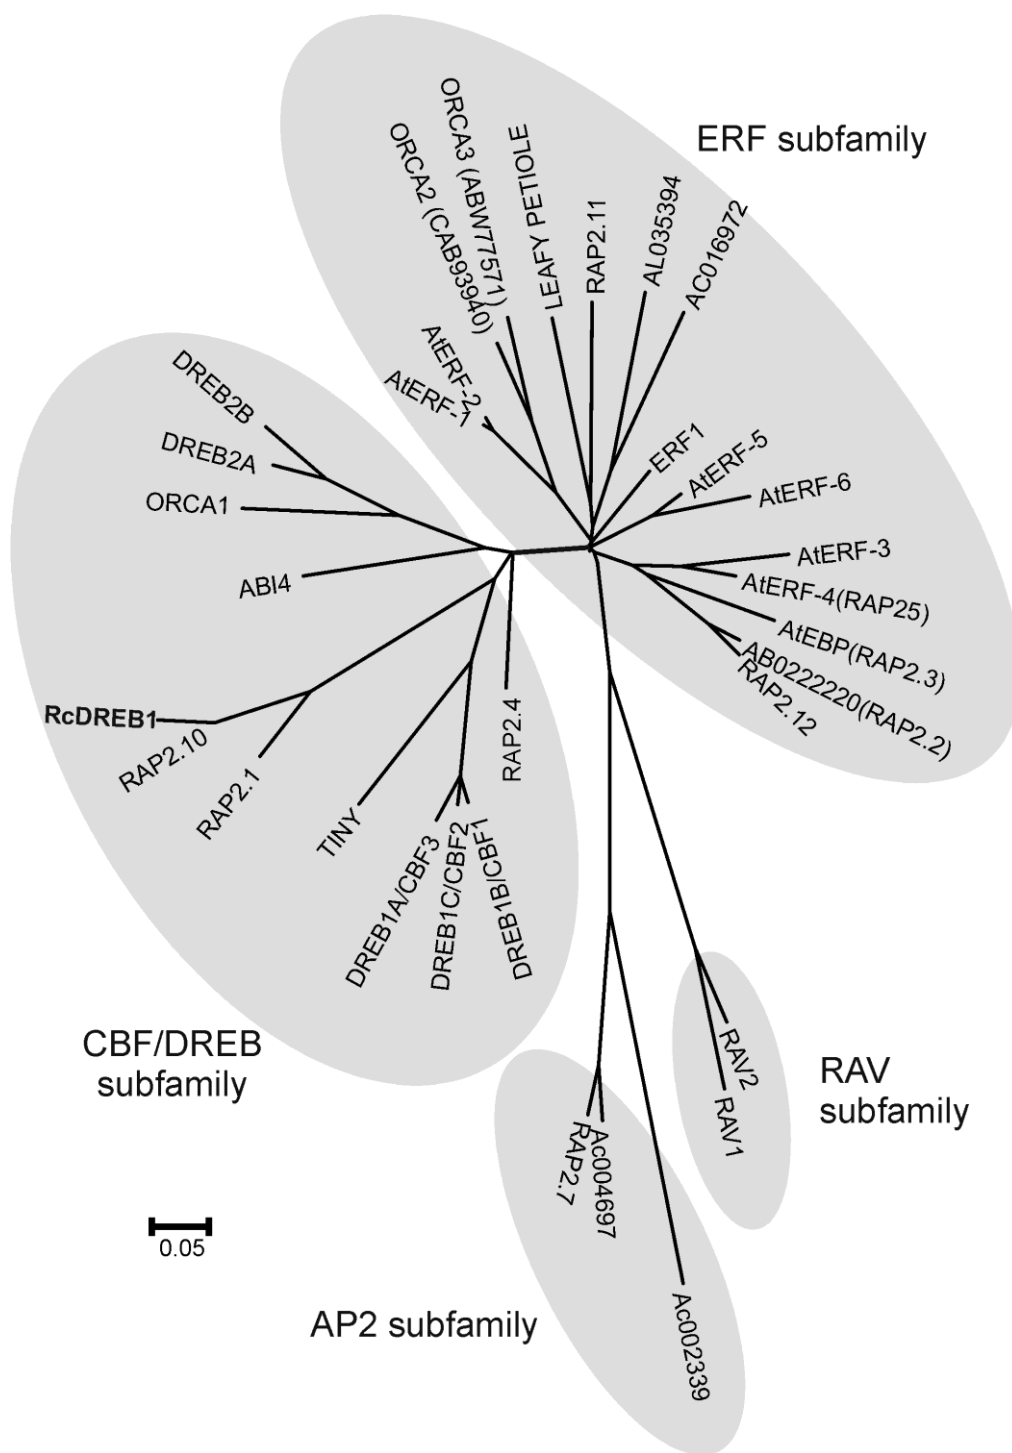 ERF subfamily
ORCA3 (ABW77571)
ORCA2 (CAB93940)
LEAFY PETIOLE
RAP2.11
AL035394
AC016972
AtERF-2
AtERF-1
ERF1
AtERF-5
AtERF-6
AtERF-3
AtERF-4(RAP25)
AtEBP(RAP2.3)
AB0222220(RAP2.2)
RAP2.12
DREB2B
DREB2A
ORCA1
ABI4
RcDREB1
RAP2.10
RAP2.1
TINY
RAP2.4
DREB1A/CBF3
DREB1C/CBF2
DREB1B/CBF1
CBF/DREB
subfamily
RAV2
RAV1
RAV
subfamily
RAP2.7
Ac004697
Ac002339
AP2 subfamily
0.05